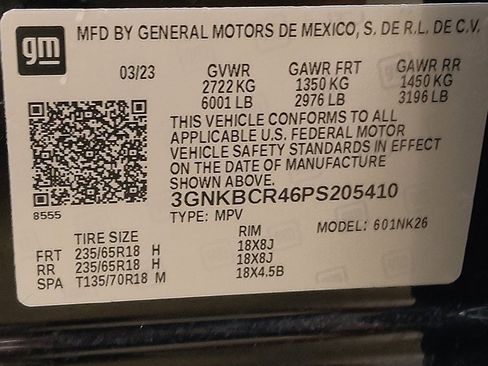 gm MFD BY GENERAL MOTORS DE MEXICO, S. DE R.L. DE C.V.
03/23 GVWR GAWR FRT GAWR RR
2722 KG 1350 KG 1450 KG
6001 LB 2976 LB 3196 LB
THIS VEHICLE CONFORMS TO ALL
APPLICABLE U.S. FEDERAL MOTOR
VEHICLE SAFETY STANDARDS IN EFFECT
ON THE DATE OF MANUFACTURE
SHOWN ABOVE.
8555
3GNKBCR46PS205410
TYPE: MPV MODEL: 601NK26
TIRE SIZE RIM
FRT 235/65R18 H 18X8J
RR 235/65R18 H 18X8J
SPA T135/70R18 M 18X4.5B